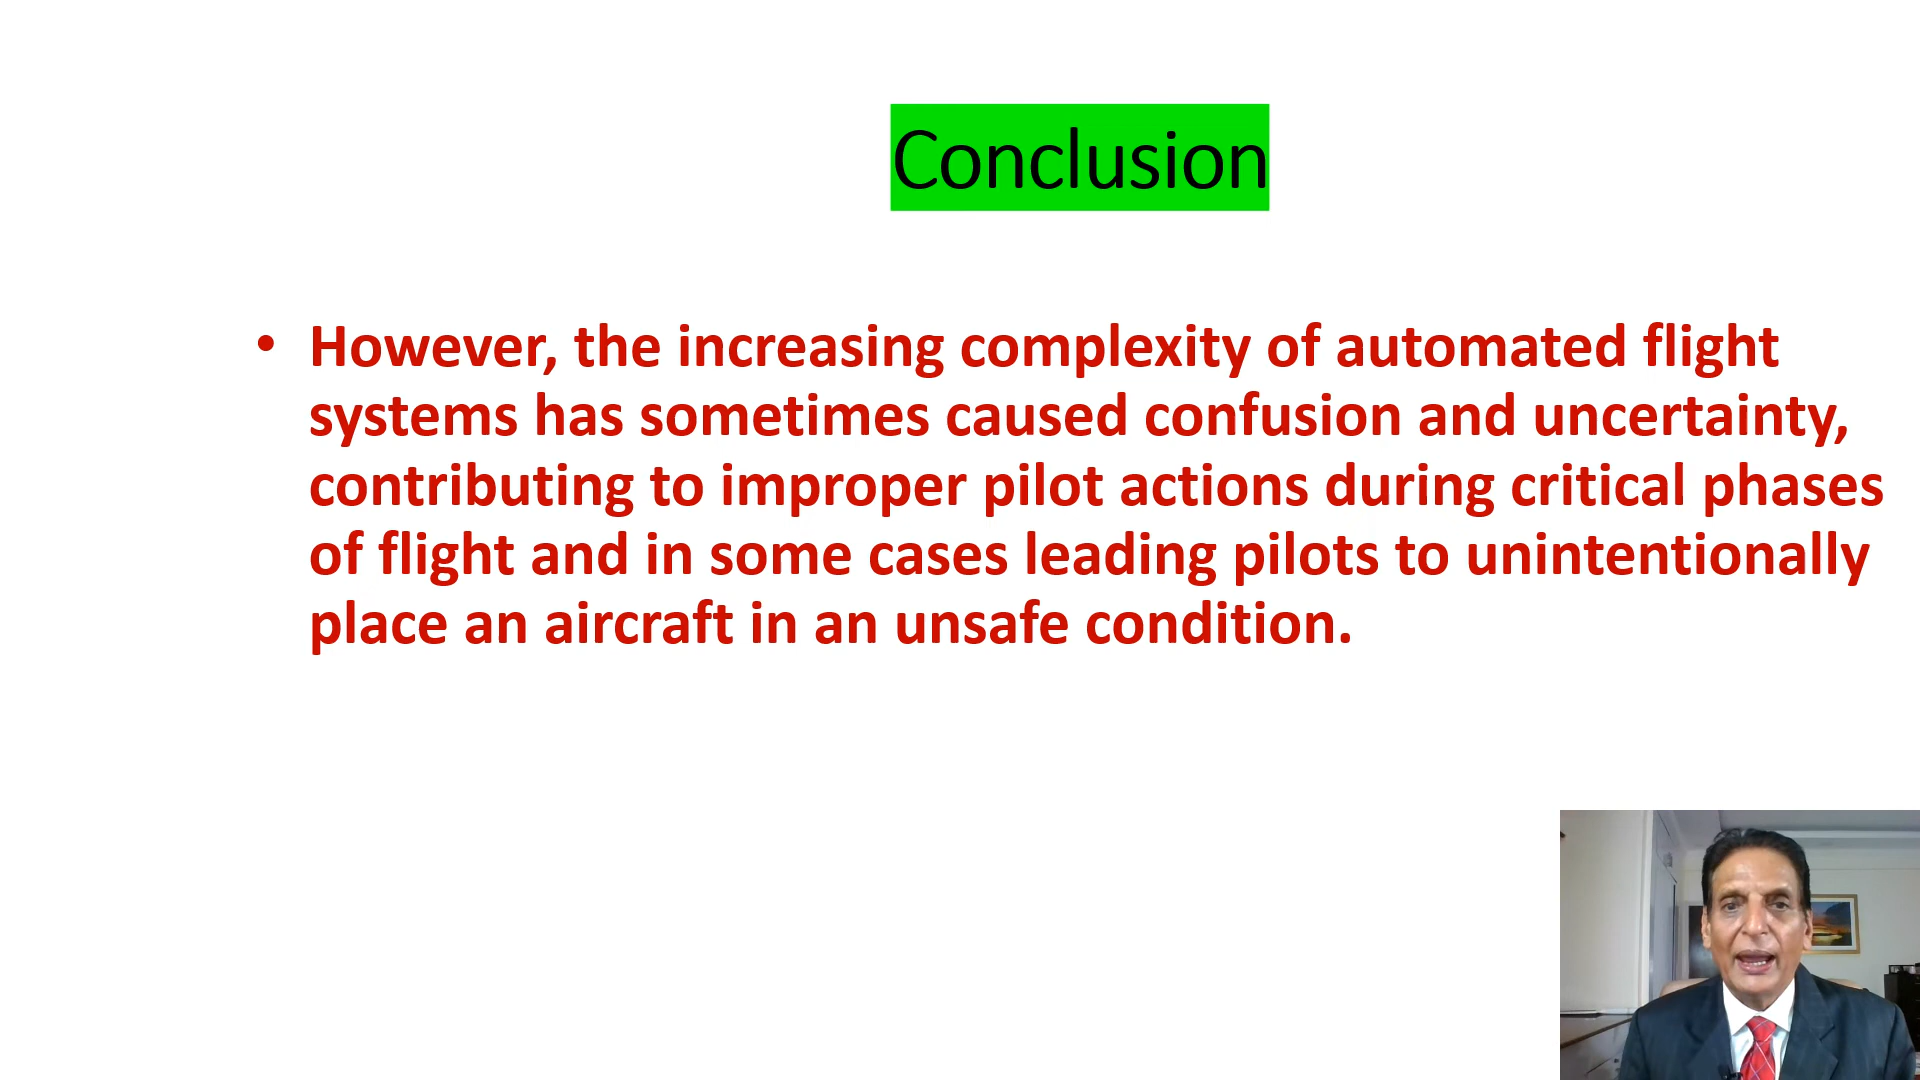 Conclusion
• However, the increasing complexity of automated flight
systems has sometimes caused confusion and uncertainty,
contributing to improper pilot actions during critical phases
of flight and in some cases leading pilots to unintentionally
place an aircraft in an unsafe condition.